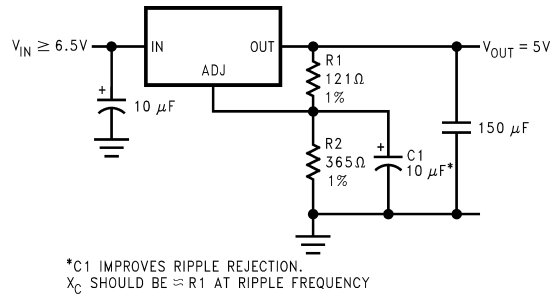 V_IN ≥ 6.5V
IN
OUT
ADJ
V_OUT = 5V
+
10 μF
R1
121Ω
1%
R2
365Ω
1%
+
C1
10 μF*
150 μF
*C1 IMPROVES RIPPLE REJECTION.
X_C SHOULD BE ≈ R1 AT RIPPLE FREQUENCY